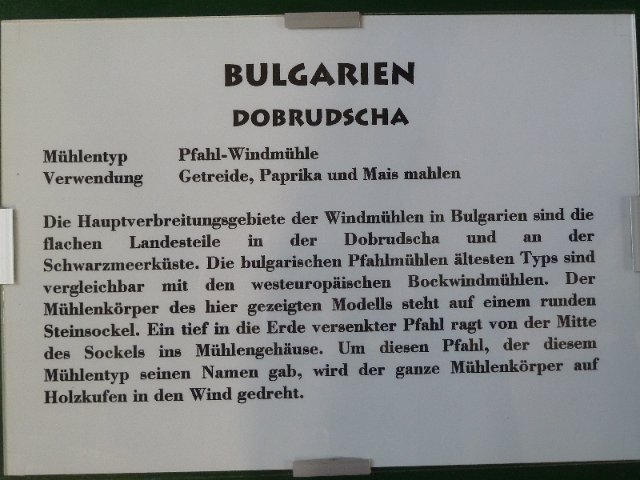 BULGARIEN
DOBRUDSCHA
Mühlentyp Pfahl-Windmühle
Verwendung Getreide, Paprika und Mais mahlen
Die Hauptverbreitungsgebiete der Windmühlen in Bulgarien sind die
flachen Landesteile in der Dobrudscha und an der
Schwarzmeerküste. Die bulgarischen Pfahlmühlen ältesten Typs sind
vergleichbar mit den westeuropäischen Bockwindmühlen. Der
Mühlenkörper des hier gezeigten Modells steht auf einem runden
Steinsockel. Ein tief in die Erde versenkter Pfahl ragt von der Mitte
des Sockels ins Mühlengehäuse. Um diesen Pfahl, der diesem
Mühlentyp seinen Namen gab, wird der ganze Mühlenkörper auf
Holzkufen in den Wind gedreht.